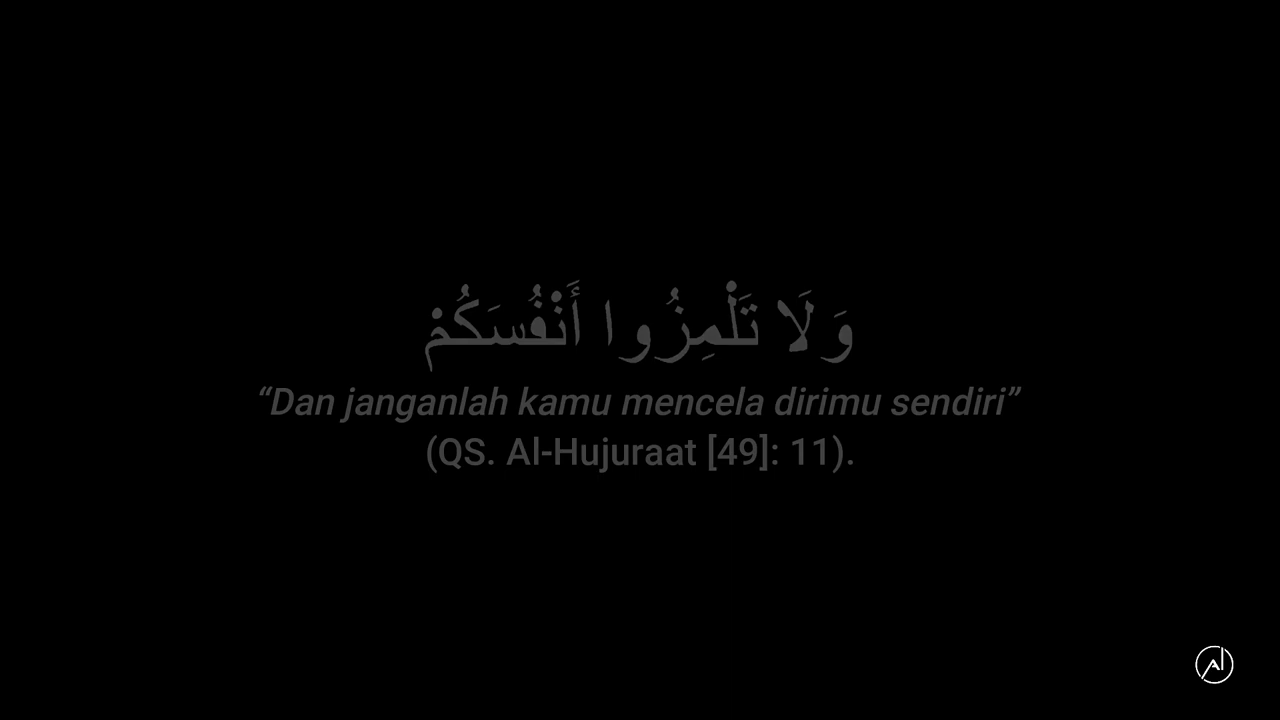 وَلَا تَلْمِزُوا أَنْفُسَكُمْ
“Dan janganlah kamu mencela dirimu sendiri”
(QS. Al-Hujuraat [49]: 11).